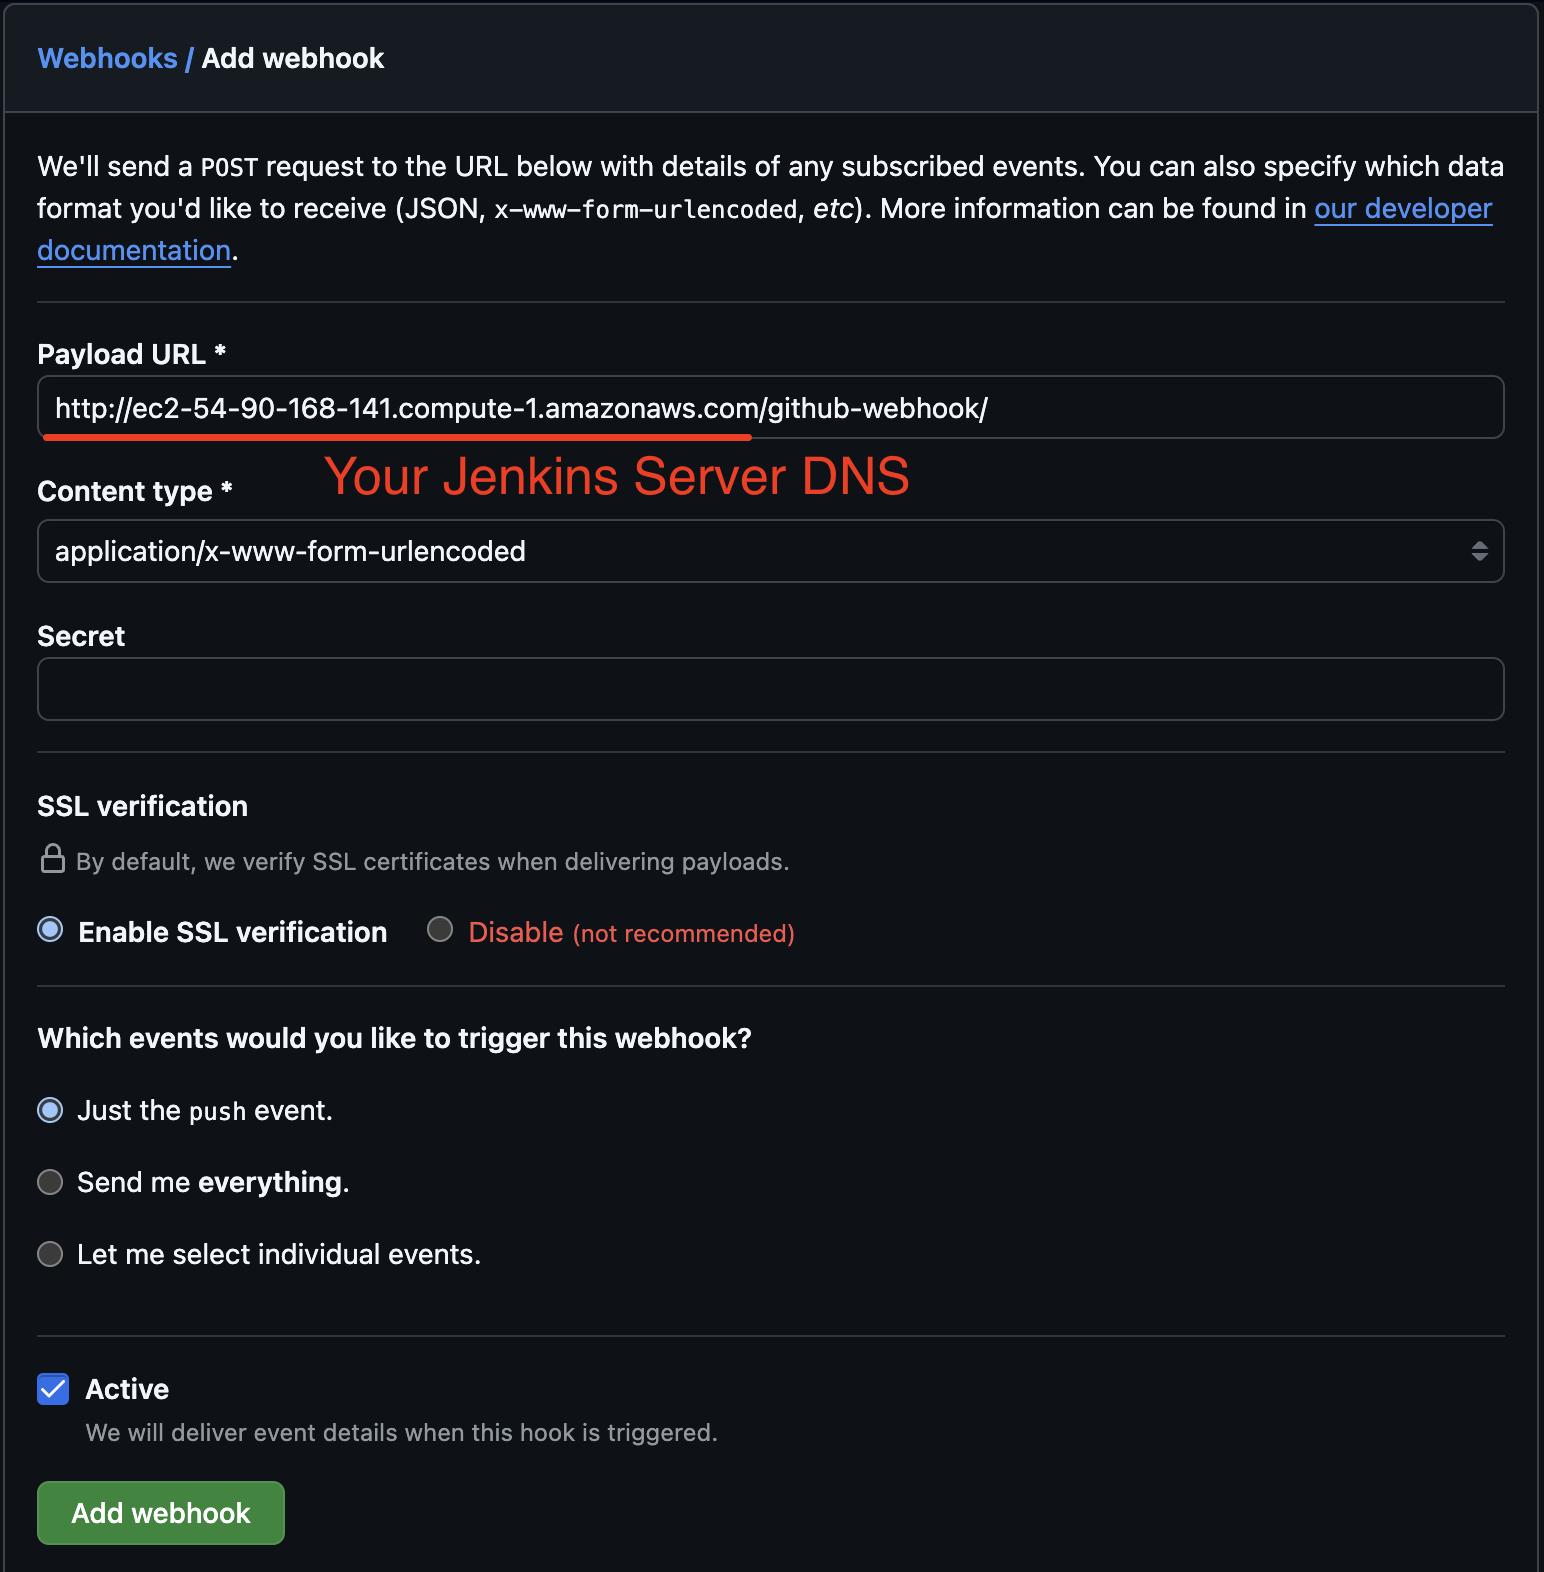 Webhooks / Add webhook
We'll send a POST request to the URL below with details of any subscribed events. You can also specify which data
format you'd like to receive (JSON, x-www-form-urlencoded, etc). More information can be found in our developer
documentation.
Payload URL *
http://ec2-54-90-168-141.compute-1.amazonaws.com/github-webhook/
Your Jenkins Server DNS
Content type *
application/x-www-form-urlencoded
Secret
SSL verification
By default, we verify SSL certificates when delivering payloads.
Enable SSL verification Disable (not recommended)
Which events would you like to trigger this webhook?
Just the push event.
Send me everything.
Let me select individual events.
Active
We will deliver event details when this hook is triggered.
Add webhook